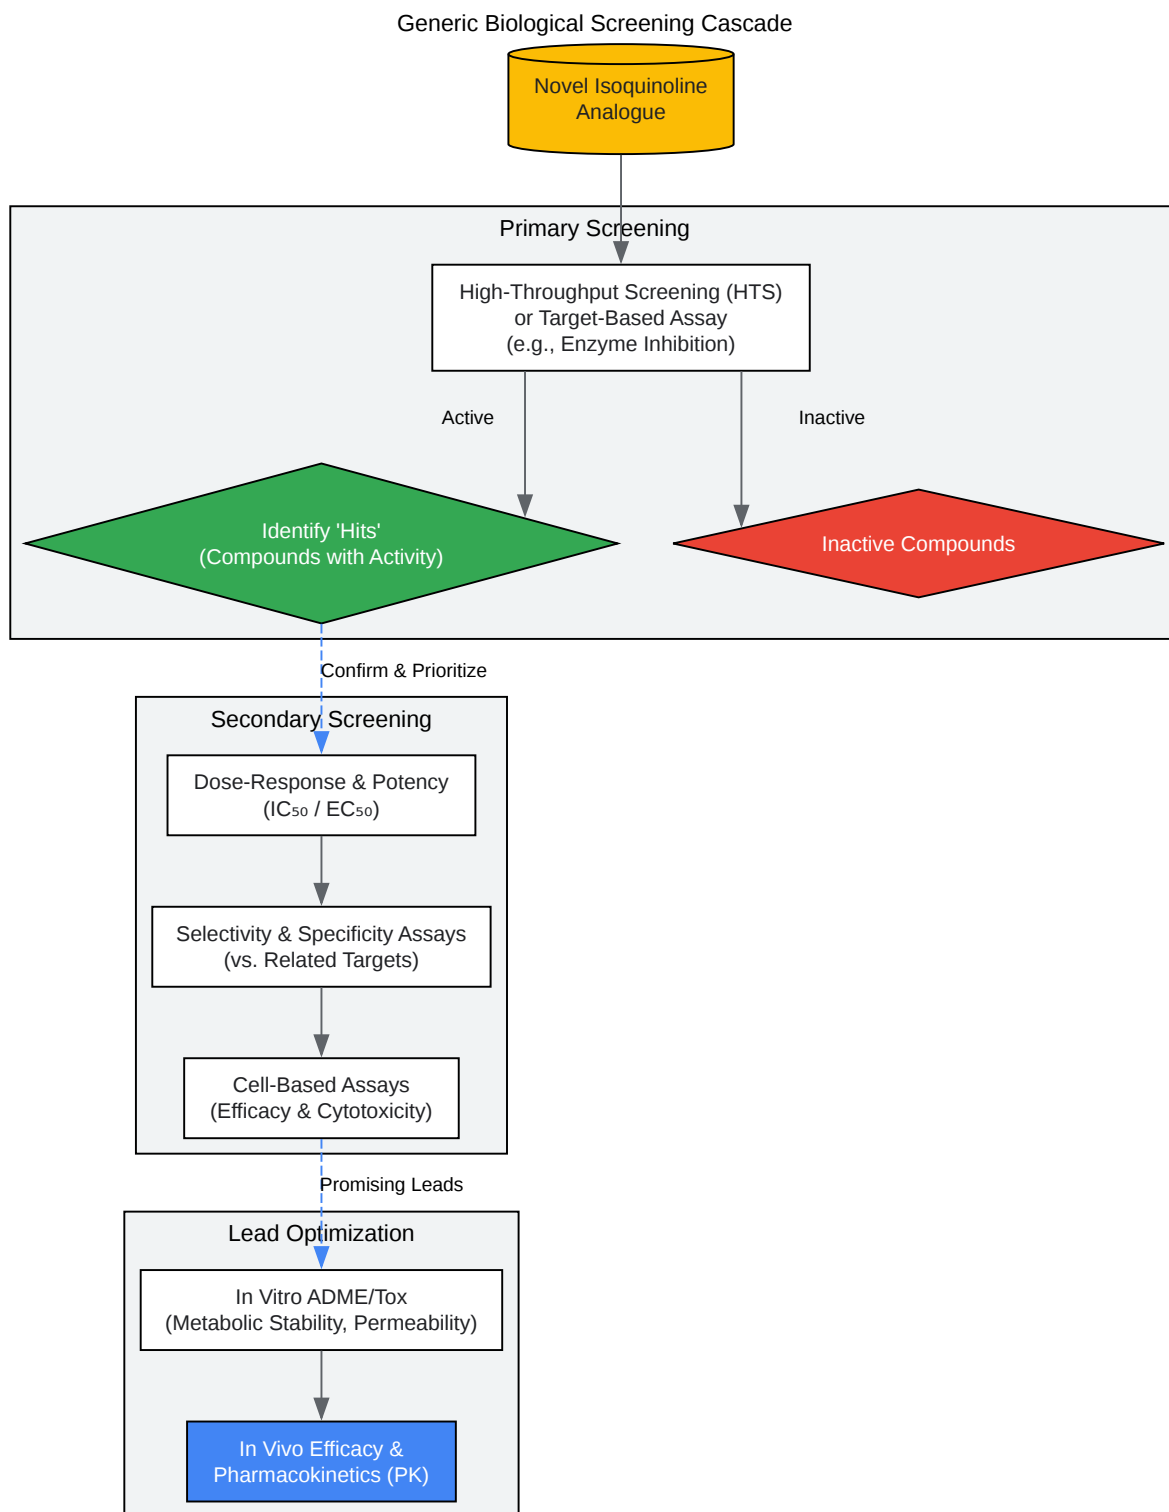 Generic Biological Screening Cascade
Novel Isoquinoline
Analogue
Primary Screening
High-Throughput Screening (HTS)
or Target-Based Assay
(e.g., Enzyme Inhibition)
Active
Inactive
Identify 'Hits'
(Compounds with Activity)
Inactive Compounds
Confirm & Prioritize
Secondary Screening
Dose-Response & Potency
(IC₅₀ / EC₅₀)
Selectivity & Specificity Assays
(vs. Related Targets)
Cell-Based Assays
(Efficacy & Cytotoxicity)
Promising Leads
Lead Optimization
In Vitro ADME/Tox
(Metabolic Stability, Permeability)
In Vivo Efficacy &
Pharmacokinetics (PK)